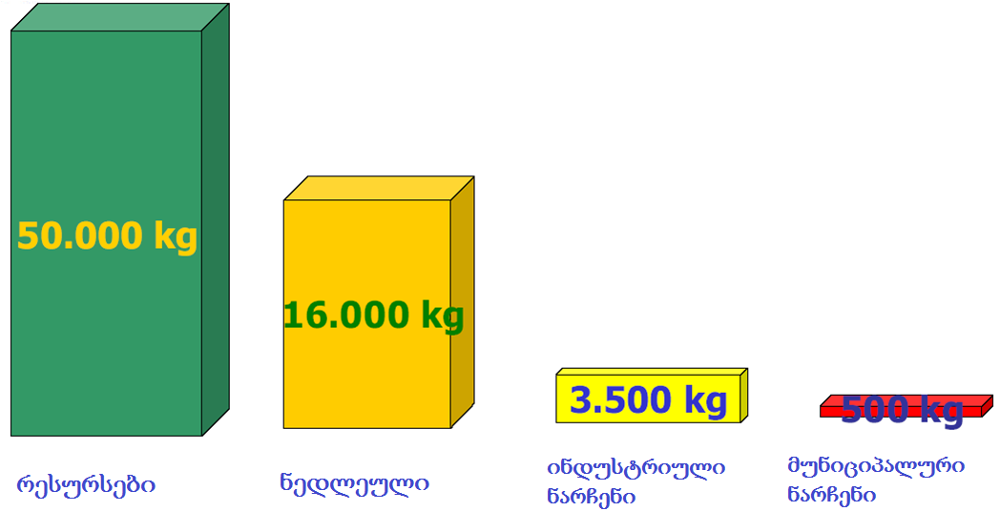 50.000 kg
16.000 kg
3.500 kg
500 kg
რესურსები
ნედლეული
ინდუსტრიული
ნარჩენი
მუნიციპალური
ნარჩენი